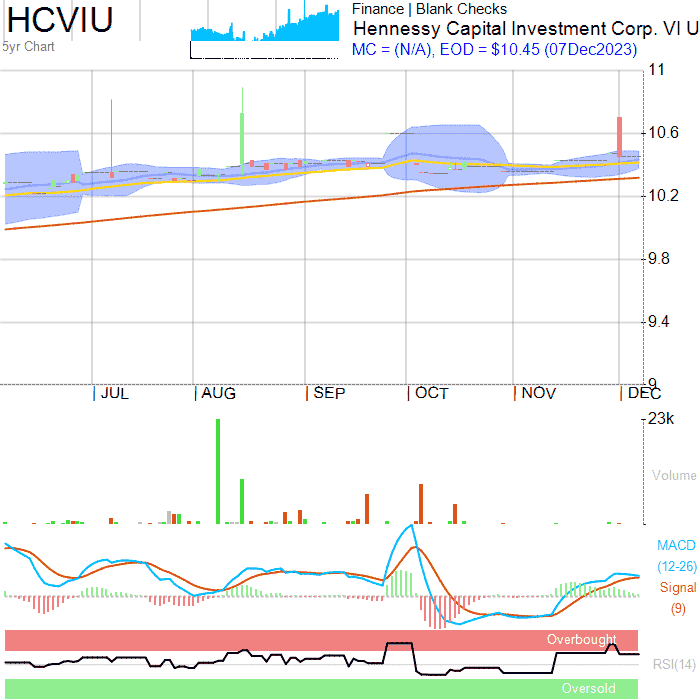 HCVIU
5yr Chart
Finance | Blank Checks
Hennessy Capital Investment Corp. VI U
MC = (N/A), EOD = $10.45 (07Dec2023)
11
10.6
10.2
9.8
9.4
9
JUL AUG SEP OCT NOV DEC
23k
Volume
MACD
(12-26)
Signal
(9)
Overbought
RSI(14)
Oversold